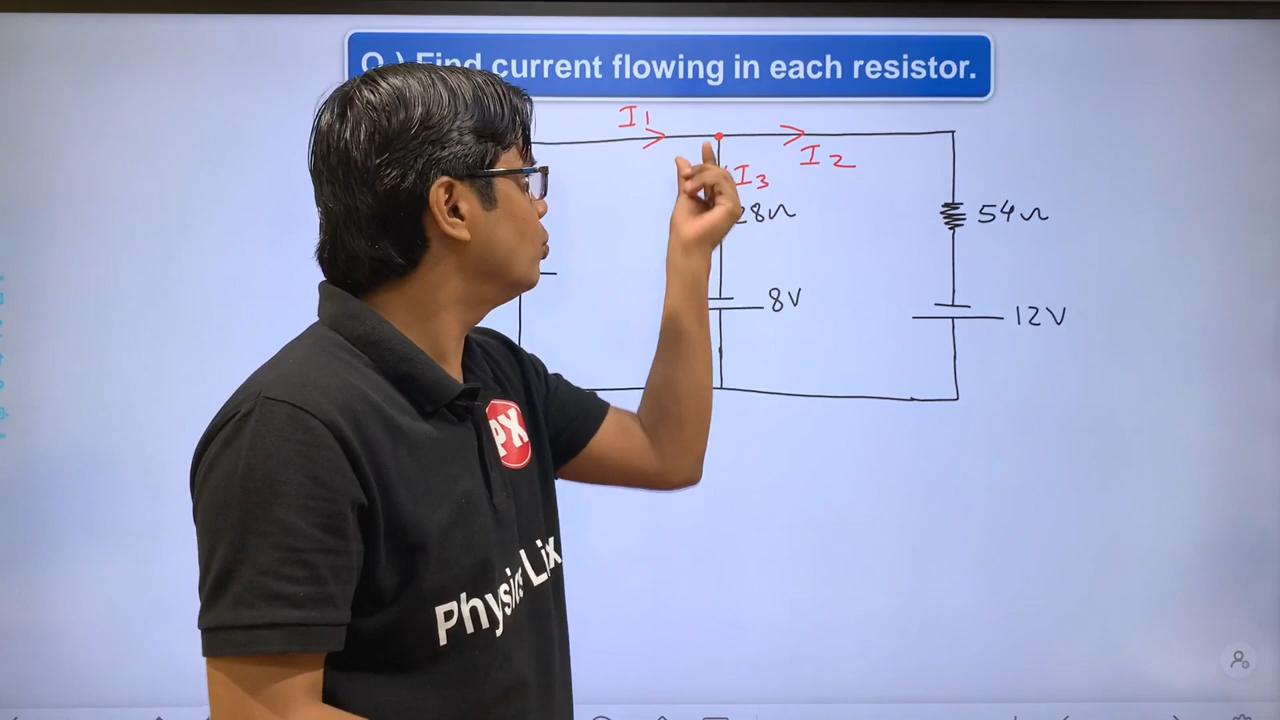 Find current flowing in each resistor.
I1
I2
I3
28Ω
54Ω
8V
12V
PX
Physics Lix